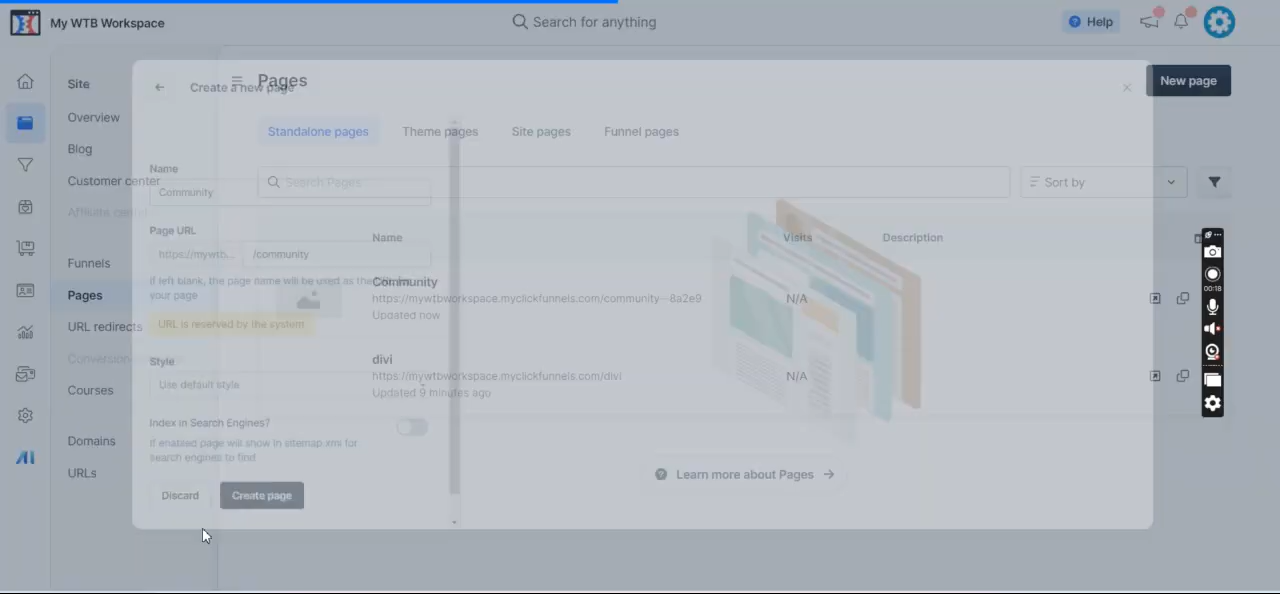 My WTB Workspace
Search for anything
Help
Site
Overview
Blog
Customer center
Funnels
Pages
URL redirects
Conversion
Courses
Domains
URLs
Pages
New page
Standalone pages
Theme pages
Site pages
Funnel pages
Search Pages
Sort by
Name
Visits
Description
Community
https://mywtbworkspace.myclickfunnels.com/community--8a2e9
Updated now
N/A
divi
https://mywtbworkspace.myclickfunnels.com/divi
Updated 9 minutes ago
N/A
Create a new page
Name
Community
Page URL
https://mywtb...
/community
If left blank, the page name will be used as the
your page
URL is reserved by the system
Style
Use default style
Index in Search Engines?
If enabled page will show in sitemap.xml for
search engines to find
Discard
Create page
Learn more about Pages
00:18